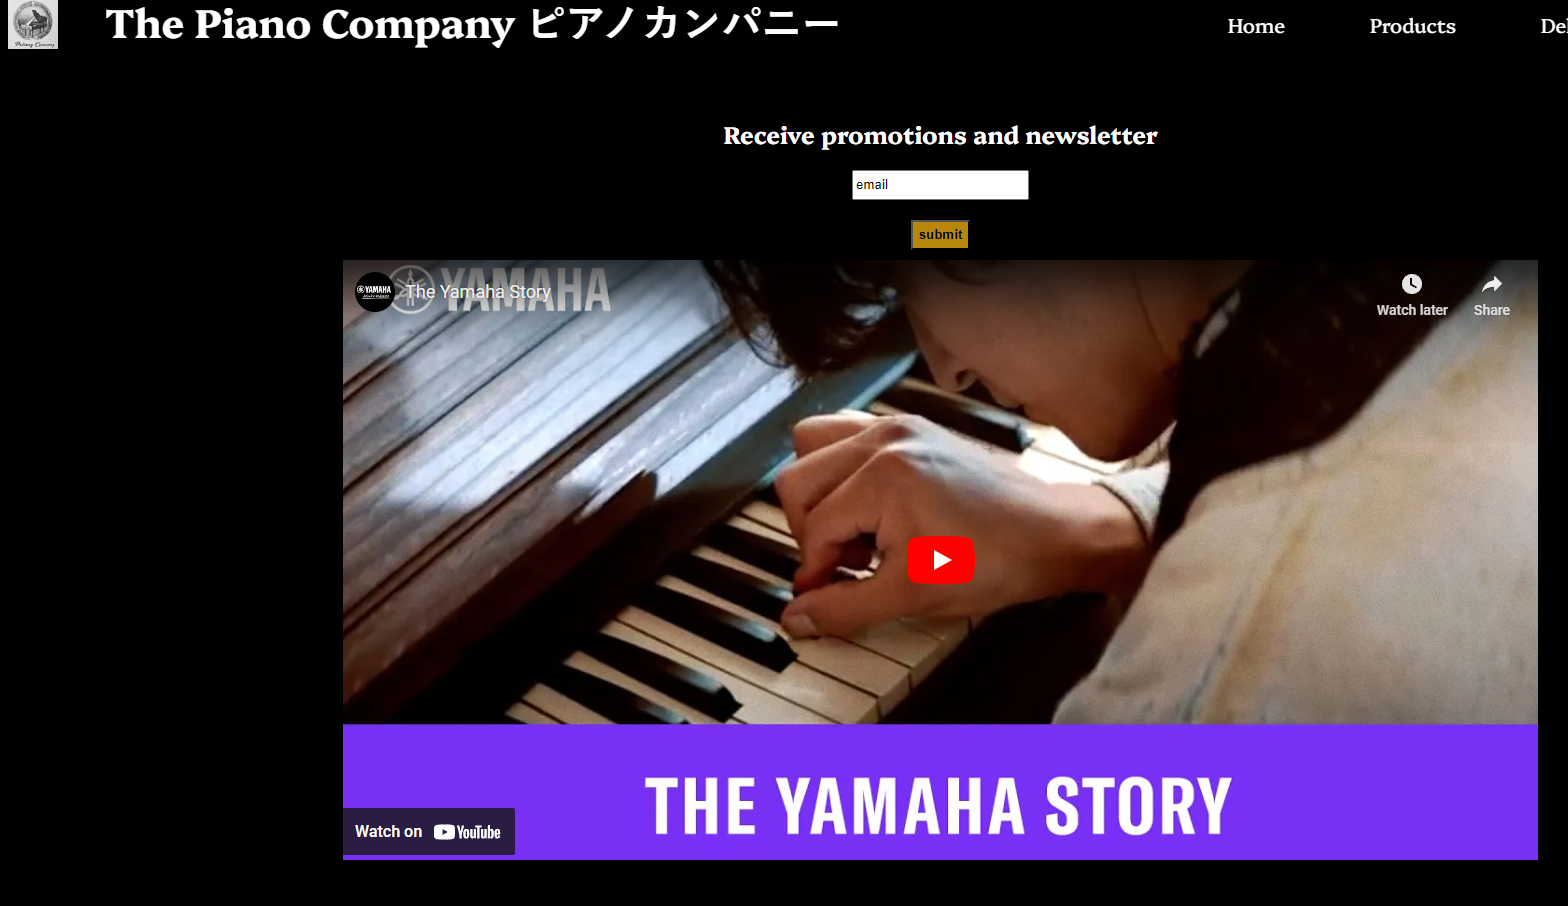 The Piano Company ピアノカンパニー
Home Products Del
Receive promotions and newsletter
email
submit
YAMAHA
YAMAHA
The Yamaha Story
Watch later Share
THE YAMAHA STORY
Watch on YouTube